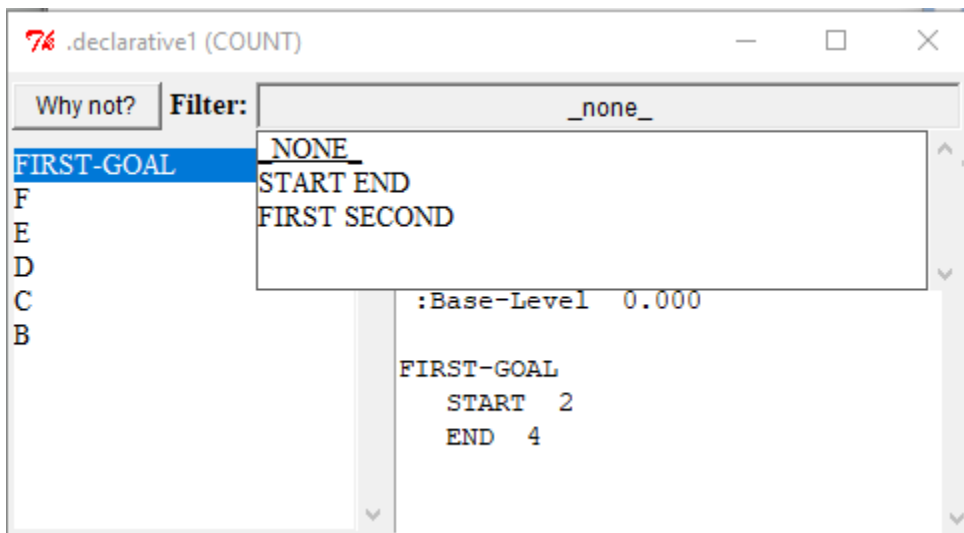 .declarative1 (COUNT)
Why not? Filter: _none_
_NONE_
START END
FIRST SECOND
FIRST-GOAL
F
E
D
C
B
:Base-Level 0.000
FIRST-GOAL
START 2
END 4